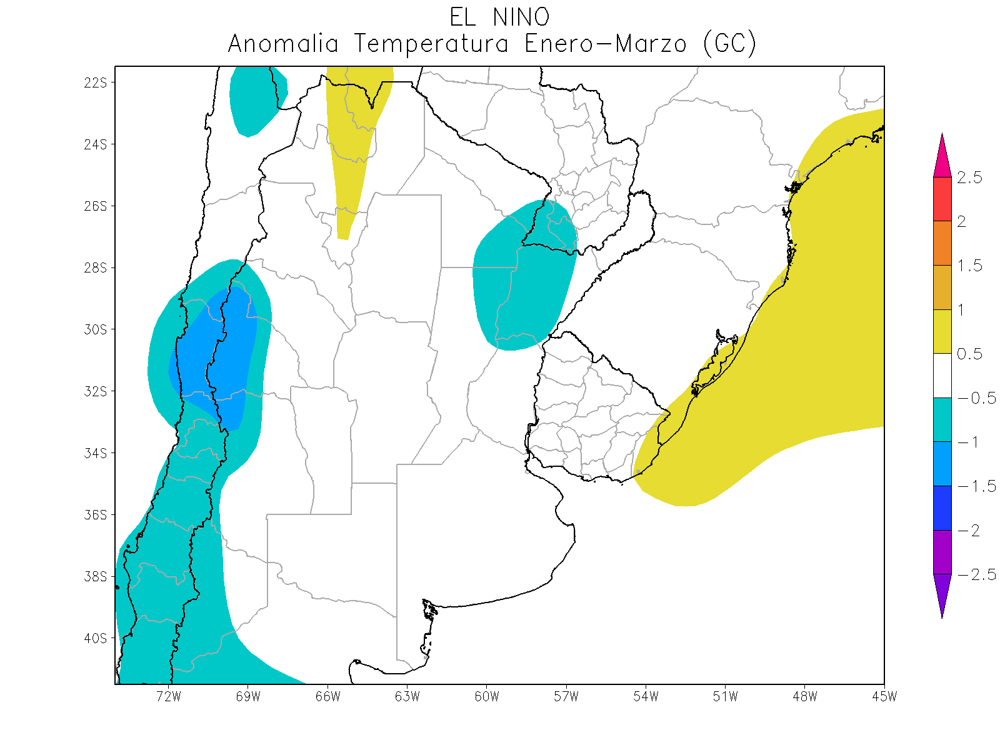 EL NINO
Anomalia Temperatura Enero-Marzo (GC)
22S
24S
26S
28S
30S
32S
34S
36S
38S
40S
72W 69W 66W 63W 60W 57W 54W 51W 48W 45W
2.5
2
1.5
1
0.5
-0.5
-1
-1.5
-2
-2.5